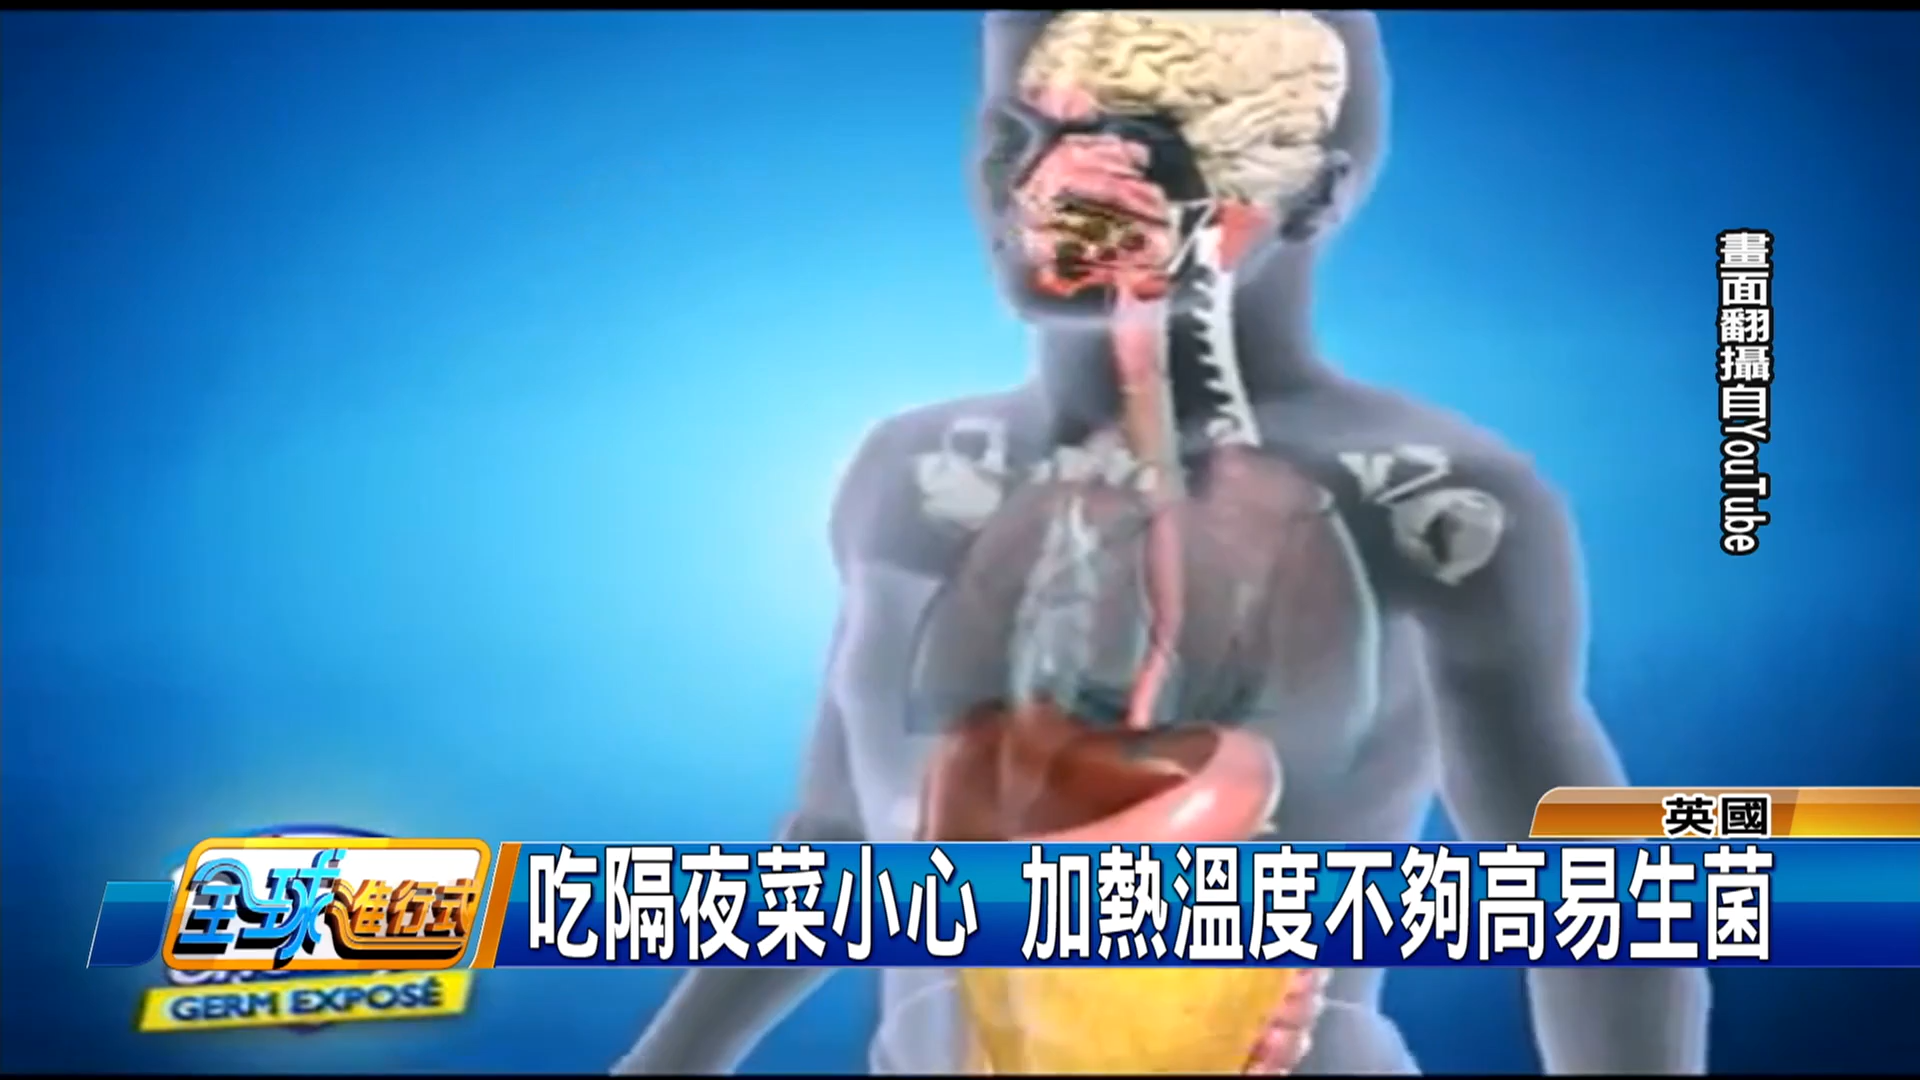 畫面翻攝自YouTube
英國
全球進行式
吃隔夜菜小心 加熱溫度不夠高易生菌
GERM EXPOSÉ